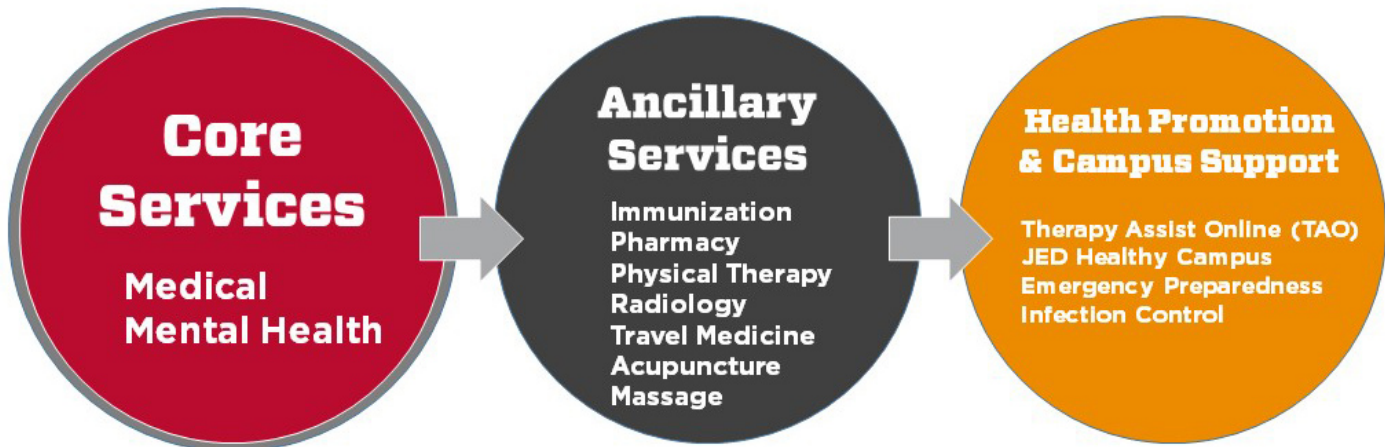 Core
Services
Medical
Mental Health
Ancillary
Services
Immunization
Pharmacy
Physical Therapy
Radiology
Travel Medicine
Acupuncture
Massage
Health Promotion
& Campus Support
Therapy Assist Online (TAO)
JED Healthy Campus
Emergency Preparedness
Infection Control